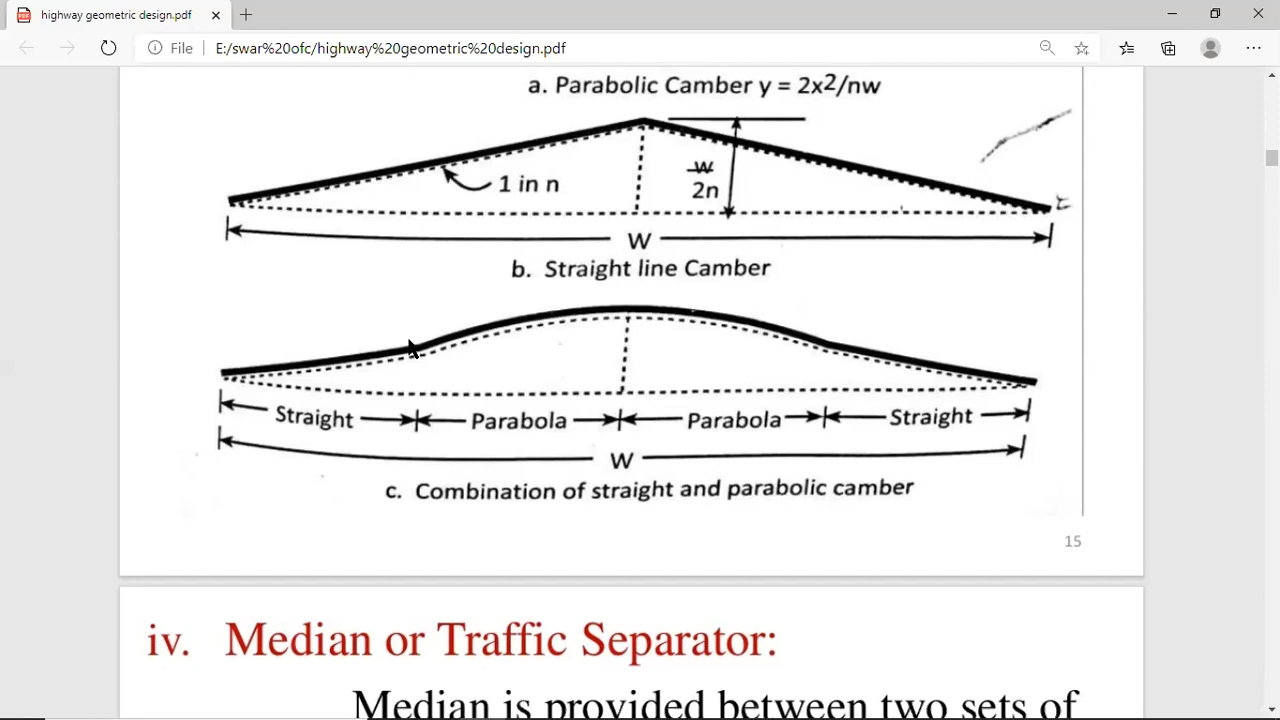 highway geometric design.pdf
File E:/swar%20ofc/highway%20geometric%20design.pdf
a. Parabolic Camber y = 2x2/nw
1 in n
w
2n
W
b. Straight line Camber
Straight Parabola Parabola Straight
W
c. Combination of straight and parabolic camber
15
iv. Median or Traffic Separator:
Median is provided between two sets of